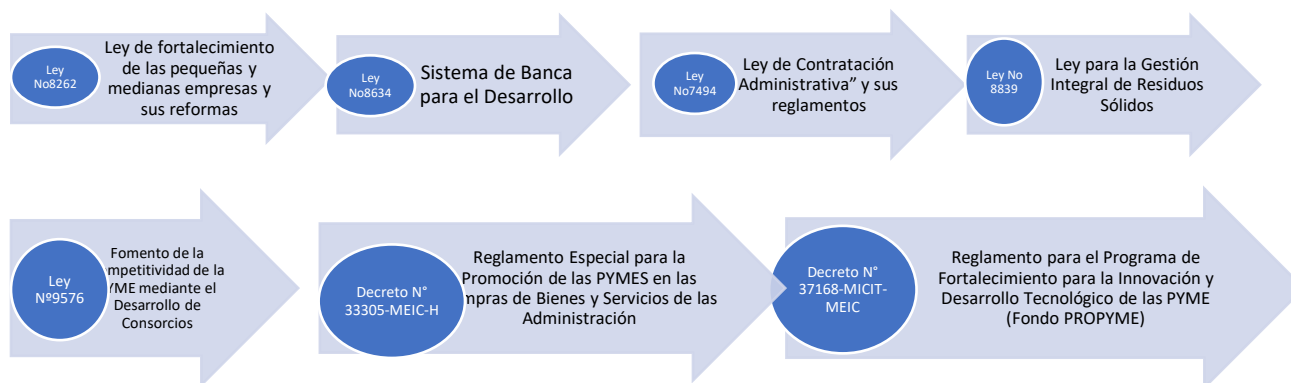 Ley
No8262
Ley de fortalecimiento
de las pequeñas y
medianas empresas y
sus reformas
Ley
No8634
Sistema de Banca
para el Desarrollo
Ley
No7494
Ley de Contratación
Administrativa” y sus
reglamentos
Ley No
8839
Ley para la Gestión
Integral de Residuos
Sólidos
Ley
Nº9576
Fomento de la
mpetitividad de la
YME mediante el
Desarrollo de
Consorcios
Decreto N°
33305-MEIC-H
Reglamento Especial para la
Promoción de las PYMES en las
mpras de Bienes y Servicios de las
Administración
Decreto N°
37168-MICIT-
MEIC
Reglamento para el Programa de
Fortalecimiento para la Innovación y
Desarrollo Tecnológico de las PYME
(Fondo PROPYME)